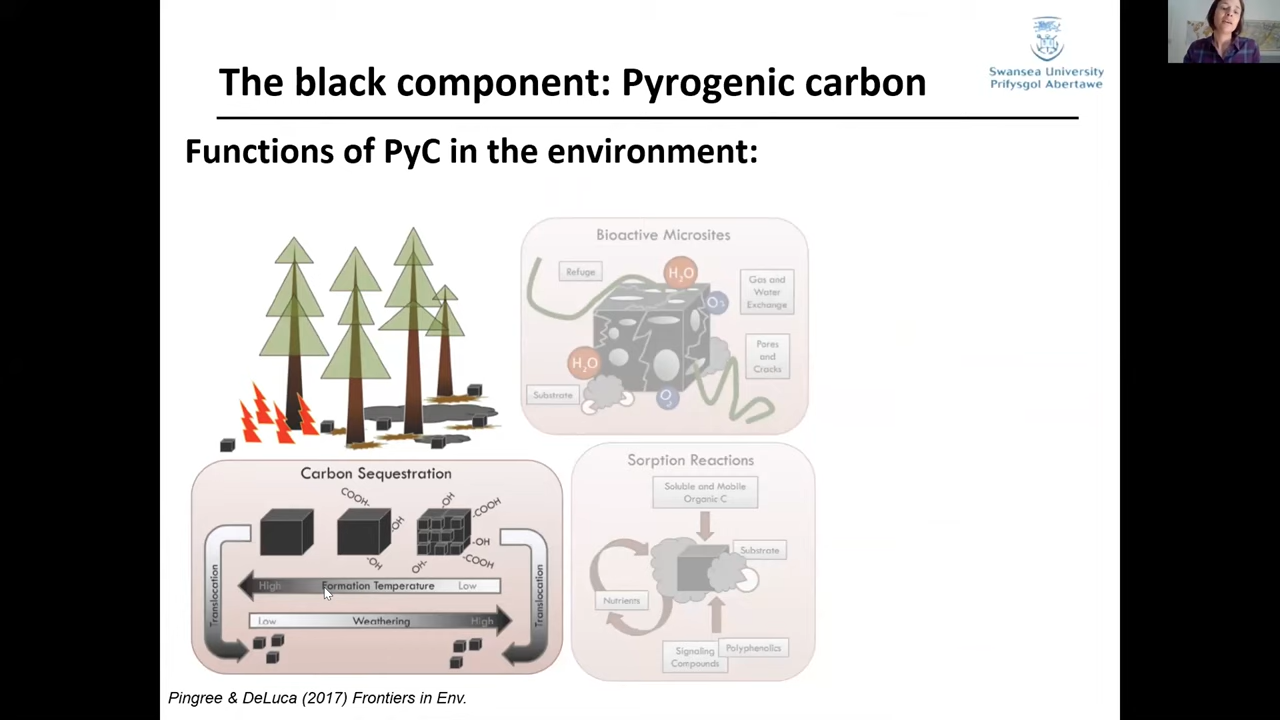 The black component: Pyrogenic carbon
Swansea University
Prifysgol Abertawe
Functions of PyC in the environment:
Bioactive Microsites
Refuge
H₂O
Gas and
Water
Exchange
O₂
Pores
and
Cracks
H₂O
Substrate
O₂
Carbon Sequestration
COOH-
-OH
-OH
-OH
-COOH
-OH
-COOH
OH-
Translocation
High
Formation Temperature
Low
Translocation
Low
Weathering
High
Sorption Reactions
Soluble and Mobile
Organic C
Substrate
Nutrients
Signaling
Compounds
Polyphenolics
Pingree & DeLuca (2017) Frontiers in Env.